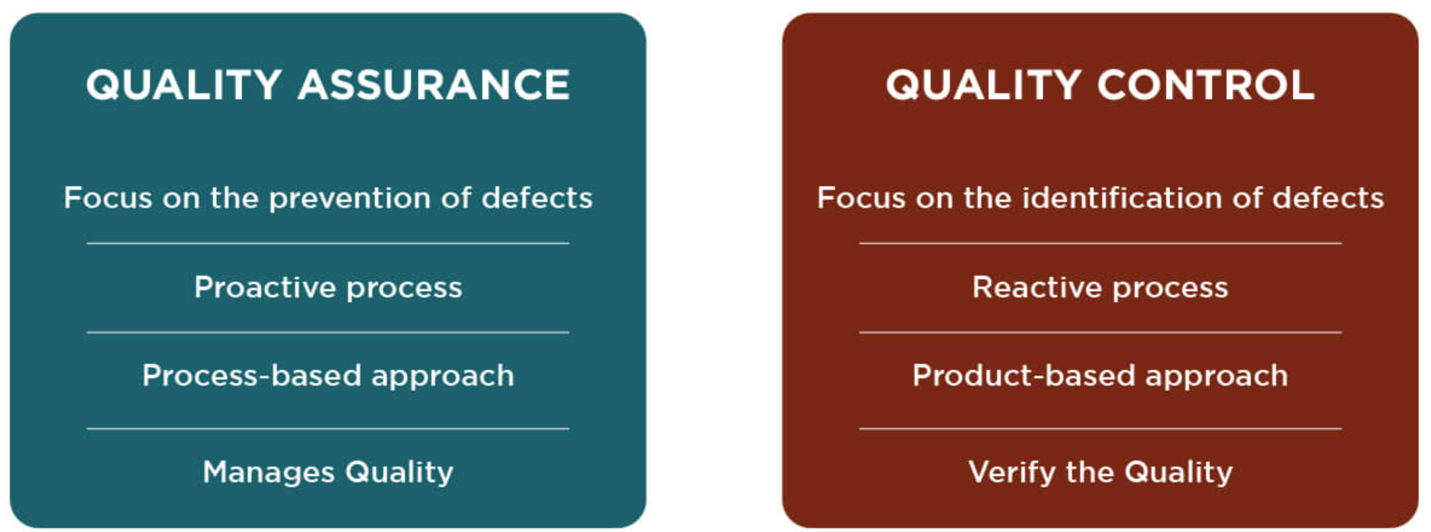 QUALITY ASSURANCE
Focus on the prevention of defects
Proactive process
Process-based approach
Manages Quality
QUALITY CONTROL
Focus on the identification of defects
Reactive process
Product-based approach
Verify the Quality